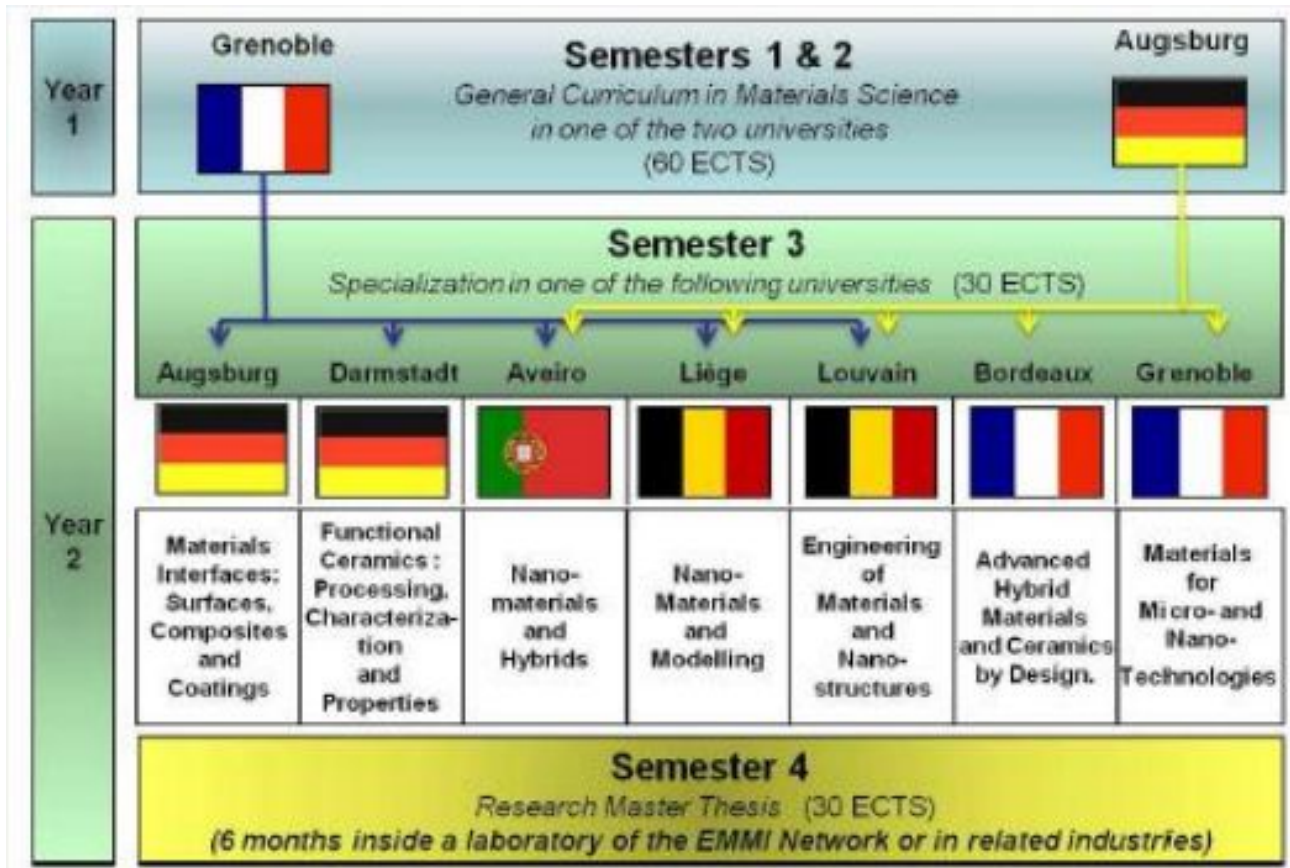 Grenoble
Semesters 1 & 2
Augsburg
Year
1
General Curriculum in Materials Science
in one of the two universities
(60 ECTS)
Semester 3
Specialization in one of the following universities (30 ECTS)
Augsburg
Darmstadt
Aveiro
Liège
Louvain
Bordeaux
Grenoble
Year
2
Materials
Interfaces:
Surfaces,
Composites
and
Coatings
Functional
Ceramics :
Processing,
Characteriza-
tion
and
Properties
Nano-
materials
and
Hybrids
Nano-
Materials
and
Modelling
Engineering
of
Materials
and
Nano-
structures
Advanced
Hybrid
Materials
and Ceramics
by Design.
Materials
for
Micro- and
Nano-
Technologies
Semester 4
Research Master Thesis (30 ECTS)
(6 months inside a laboratory of the EMMI Network or in related industries)